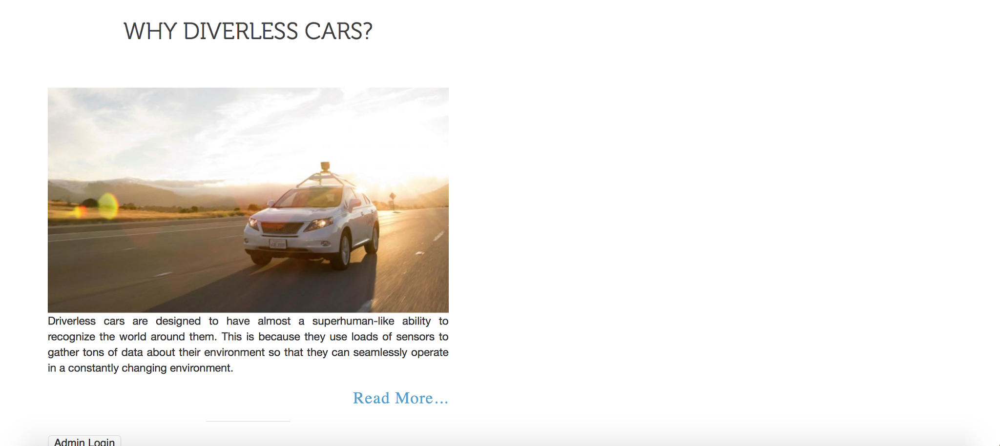 WHY DIVERLESS CARS?
Driverless cars are designed to have almost a superhuman-like ability to
recognize the world around them. This is because they use loads of sensors to
gather tons of data about their environment so that they can seamlessly operate
in a constantly changing environment.
Read More...
Admin Login